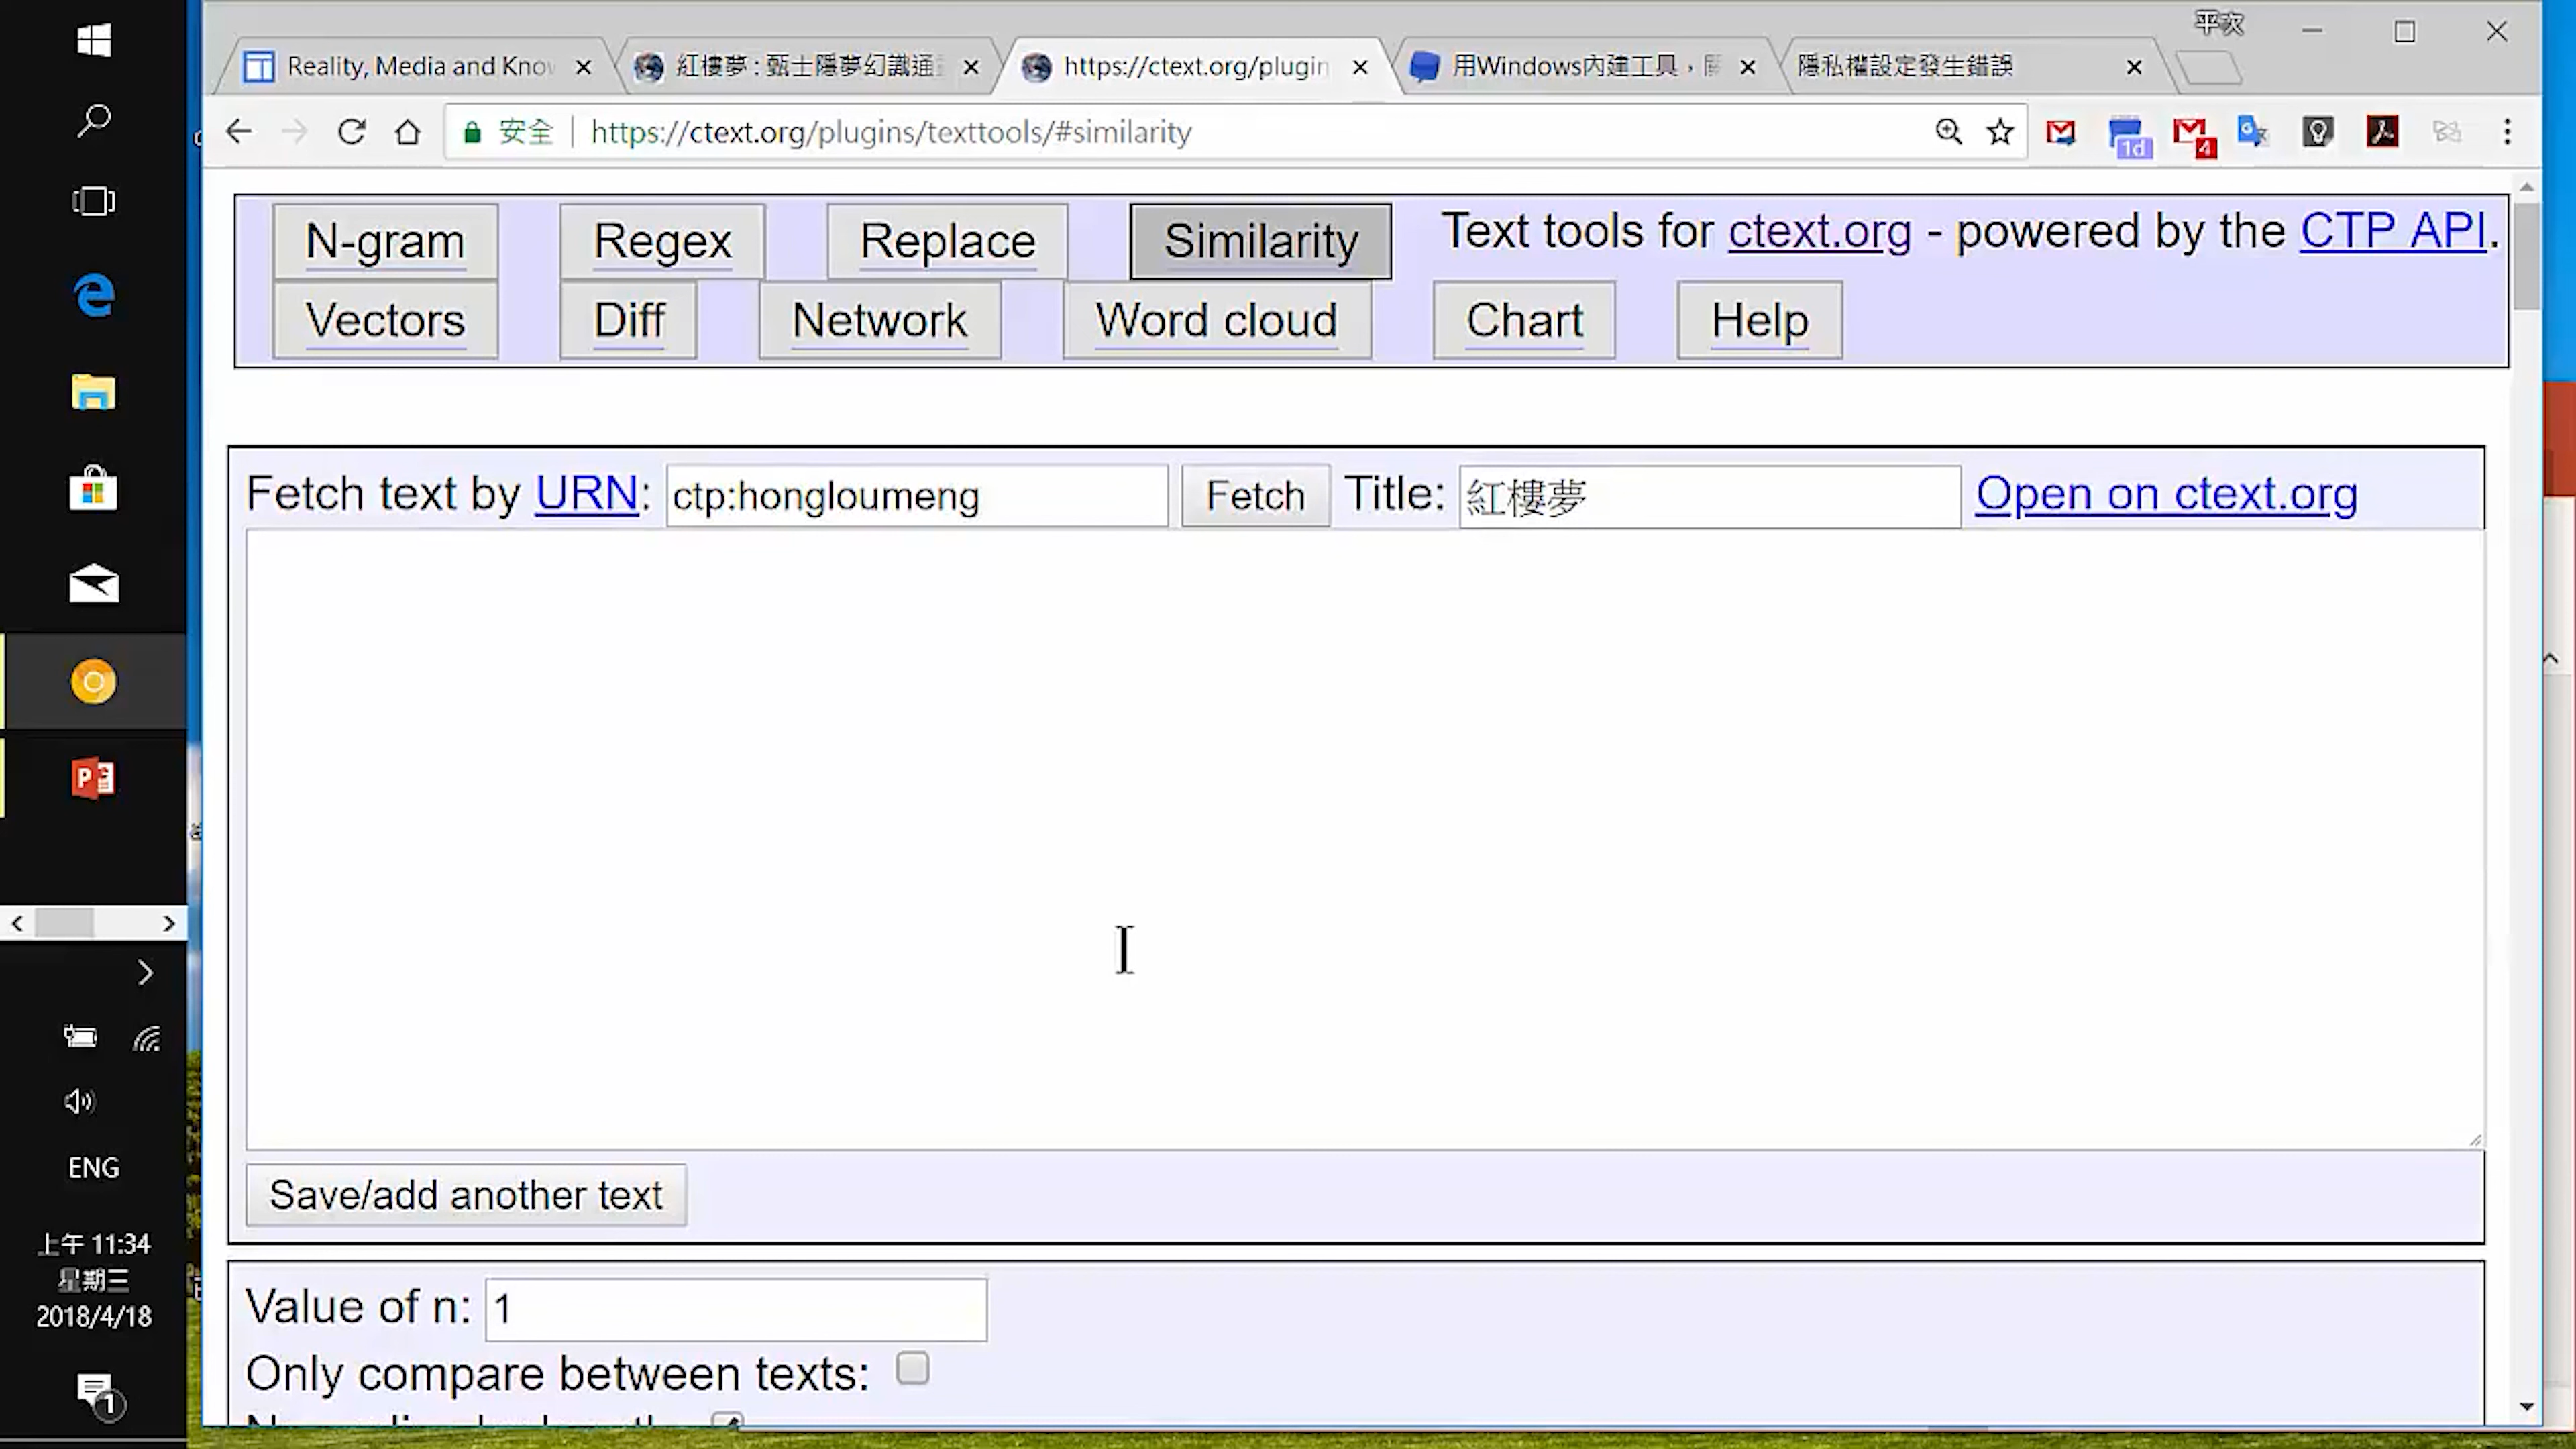 平次
Reality, Media and Know
紅樓夢 : 甄士隱夢幻識通
https://ctext.org/plugin
用Windows內建工具，
隱私權設定發生錯誤
安全 https://ctext.org/plugins/texttools/#similarity
1d
4
N-gram Regex Replace Similarity Text tools for ctext.org - powered by the CTP API.
Vectors Diff Network Word cloud Chart Help
Fetch text by URN: ctp:hongloumeng Fetch Title: 紅樓夢 Open on ctext.org
Save/add another text
Value of n: 1
Only compare between texts:
ENG
上午 11:34
星期三
2018/4/18
1